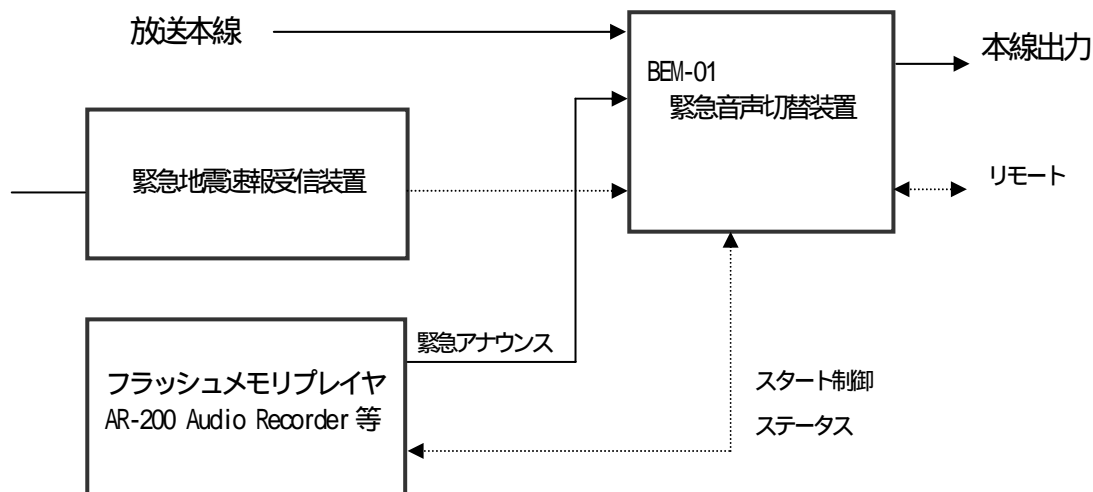 放送本線
本線出力
BEM-01
緊急音声切替装置
緊急地震速報受信装置
リモート
緊急アナウンス
フラッシュメモリプレイヤ
AR-200 Audio Recorder 等
スタート制御
ステータス